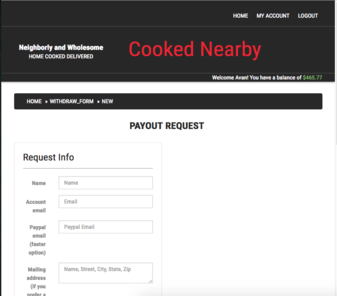 HOME MY ACCOUNT LOGOUT
Neighborly and Wholesome
HOME COOKED DELIVERED
Cooked Nearby
Welcome Avan! You have a balance of $465.77
HOME • WITHDRAW_FORM • NEW
PAYOUT REQUEST
Request Info
Name
Name
Account email
Email
Paypal email (faster option)
Paypal Email
Mailing address (if you prefer a
Name, Street, City, State, Zip